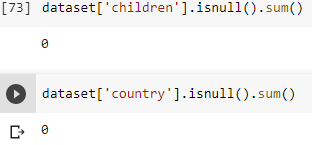 [73] dataset['children'].isnull().sum()
0
dataset['country'].isnull().sum()
0